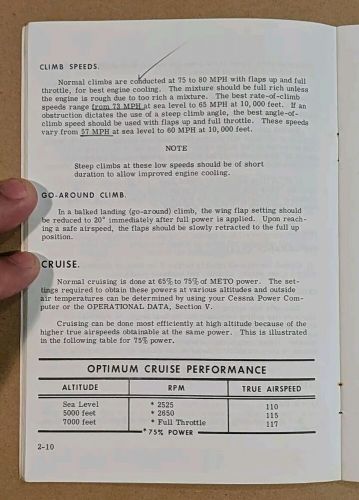 CLIMB SPEEDS.
Normal climbs are conducted at 75 to 80 MPH with flaps up and full
throttle, for best engine cooling. The mixture should be full rich unless
the engine is rough due to too rich a mixture. The best rate-of-climb
speeds range from 73 MPH at sea level to 65 MPH at 10,000 feet. If an
obstruction dictates the use of a steep climb angle, the best angle-of-
climb speed should be used with flaps up and full throttle. These speeds
vary from 57 MPH at sea level to 60 MPH at 10,000 feet.
NOTE
Steep climb at these low speeds should be of short
duration to allow improved engine cooling.
GO-AROUND CLIMB.
In a balked landing (go-around) climb, the wing flap setting should
be reduced to 20° immediately after full power is applied. Upon reach-
ing a safe airspeed, the flaps should be slowly retracted to the full up
position.
CRUISE.
Normal cruising is done at 65% to 75% of METO power. The set-
tings required to obtain these powers at various altitudes and outside
air temperatures can be determined by using your Cessna Power Com-
puter or the OPERATIONAL DATA, Section V.
Cruising can be done most efficiently at high altitude because of the
higher true airspeeds obtainable at the same power. This is illustrated
in the following table for 75% power.
OPTIMUM CRUISE PERFORMANCE
ALTITUDE RPM TRUE AIRSPEED
Sea Level * 2525 110
5000 feet * 2650 115
7000 feet * Full Throttle 117
* 75% POWER
2-10